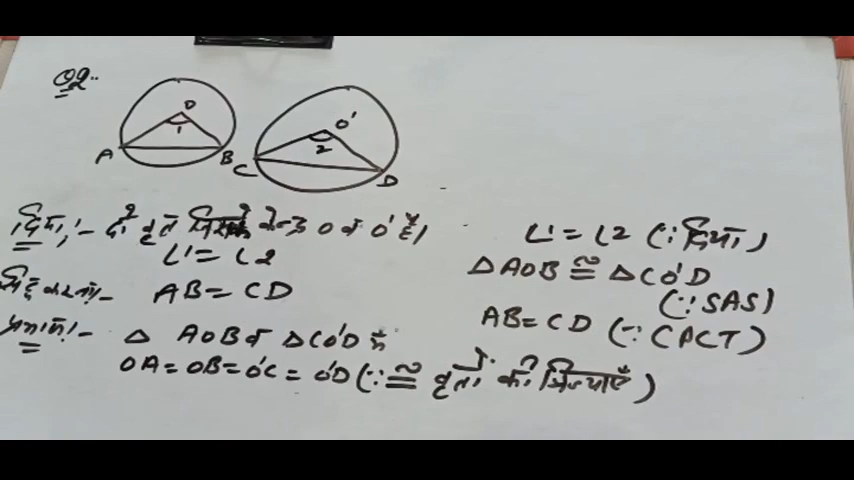 Q2..
O
1
A
B
O'
2
C
D
दिया :- दो वृत्त जिनके केन्द्र O व O' हैं।
∠1 = ∠2
सिद्ध करना :- AB = CD
प्रमाण :- △ AOB व △CO'D में
OA = OB = O'C = O'D (∵ ≅ वृत्तों की त्रिज्याएँ)
∠1 = ∠2 (∵ दिया)
△AOB ≅ △CO'D
(∵ SAS)
AB = CD (∵ CPCT)